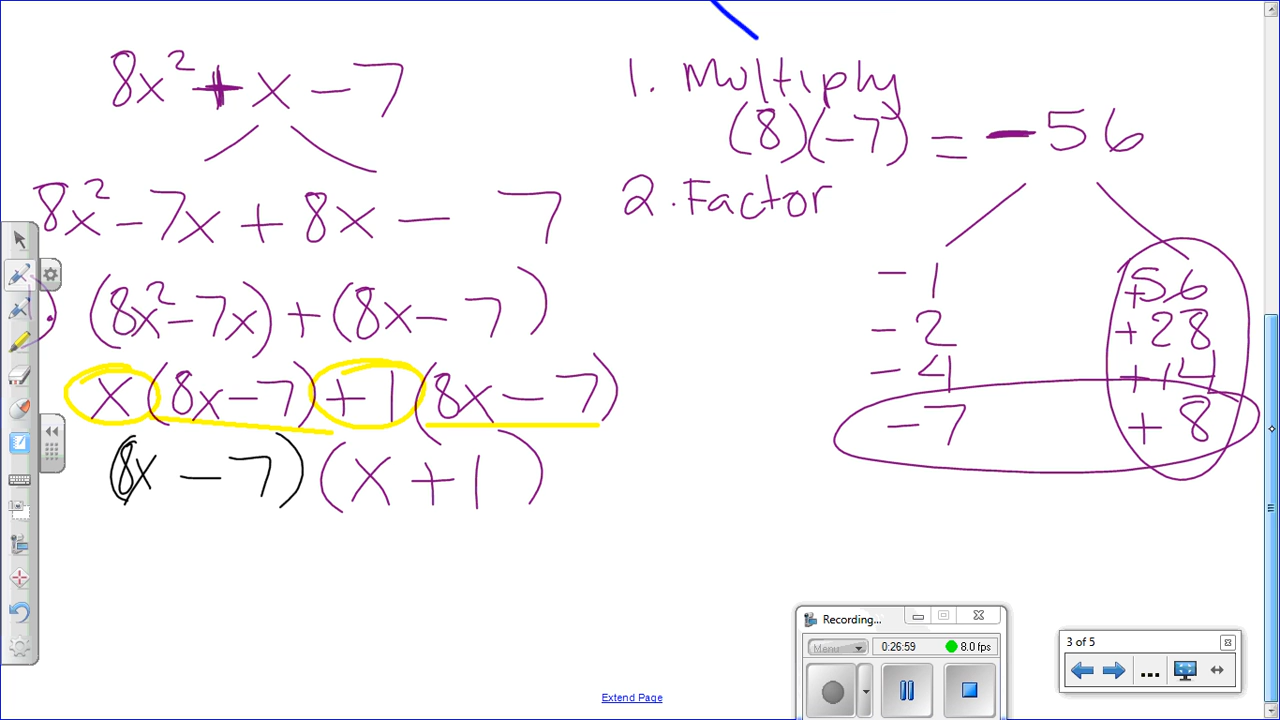 8x² + x - 7
8x² - 7x + 8x - 7
(8x² - 7x) + (8x - 7)
x(8x - 7) + 1(8x - 7)
(8x - 7)(x + 1)
1. Multiply
(8)(-7) = -56
2. Factor
-1 +56
-2 +28
-4 +14
-7 +8
Recording...
Menu
0:26:59
8.0 fps
3 of 5
Extend Page